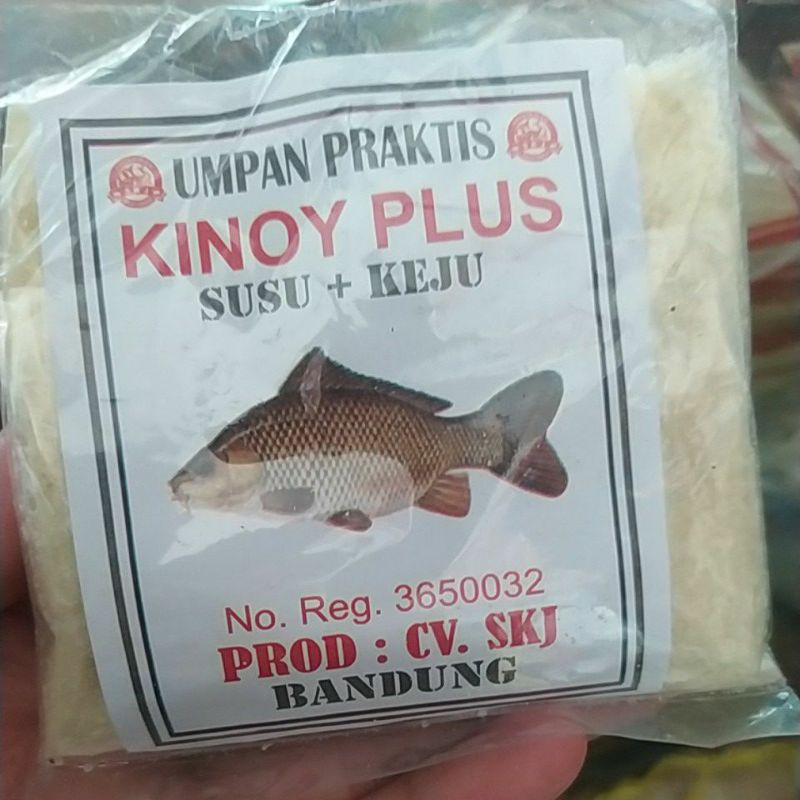 UMPAN PRAKTIS
KINOY PLUS
SUSU + KEJU
No. Reg. 3650032
PROD : CV. SKJ
BANDUNG